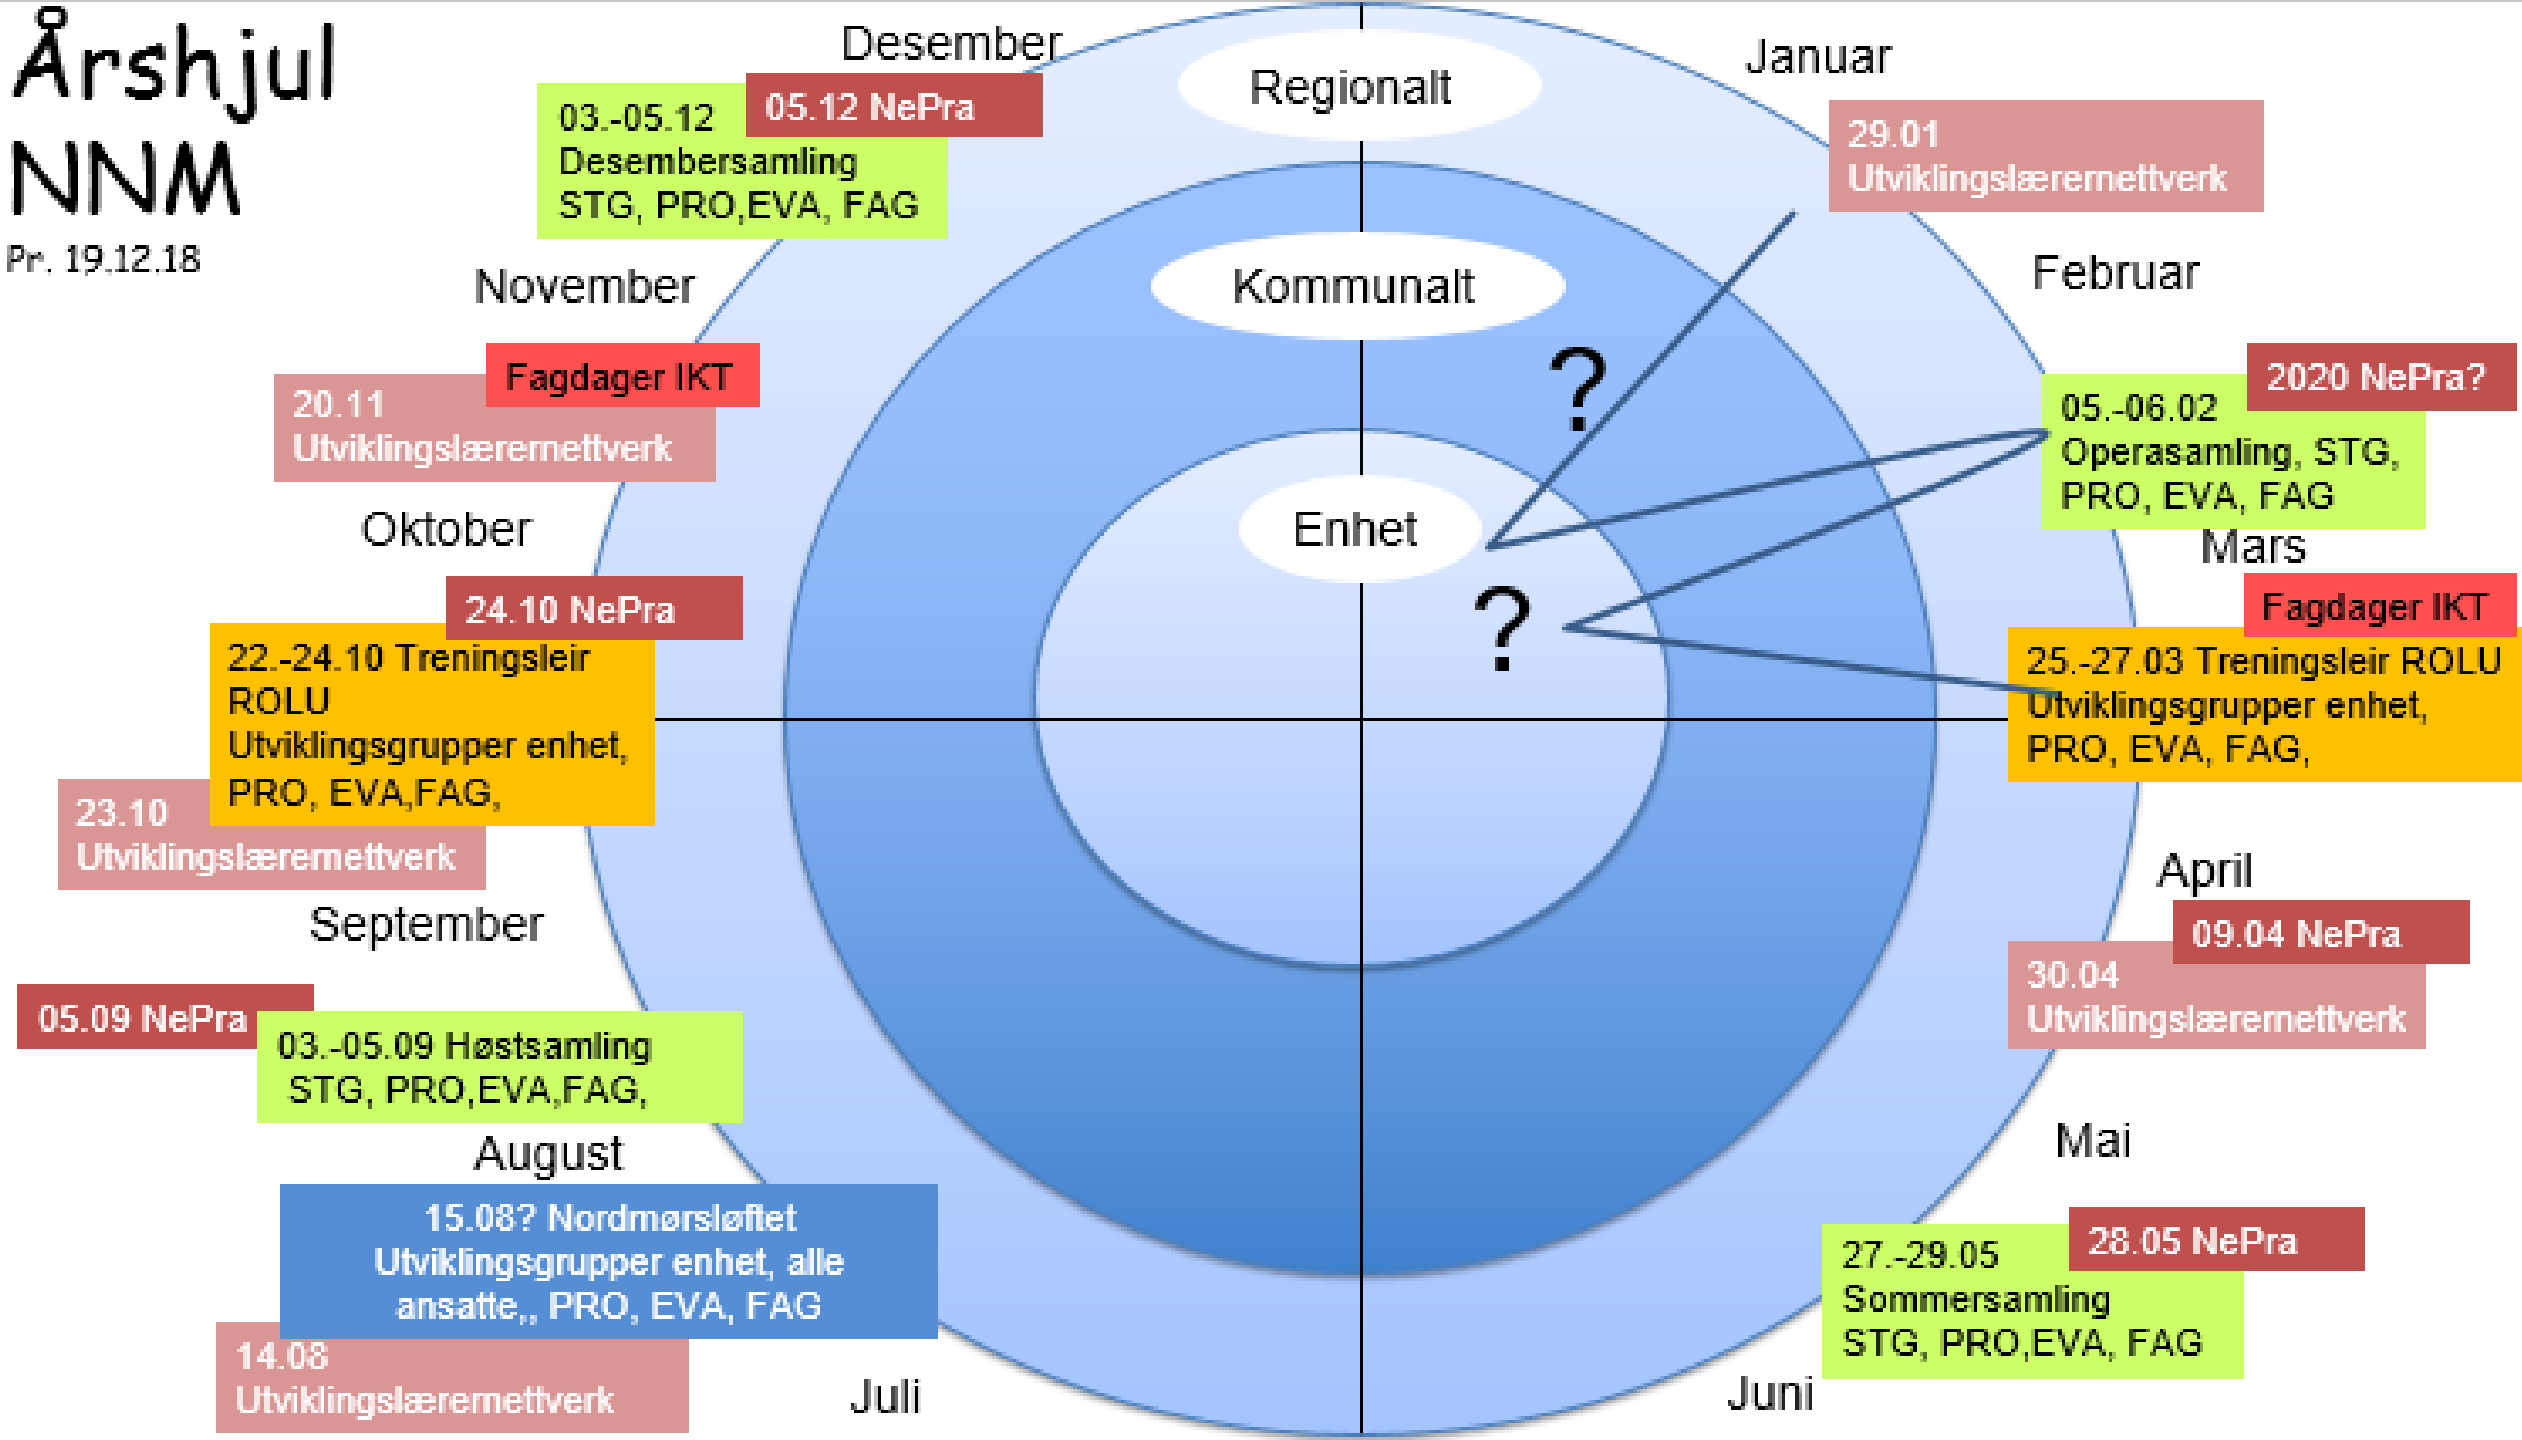 Årshjul
NNM
Pr. 19.12.18
Regionalt
Kommunalt
?
Enhet
?
Januar
29.01
Utviklingslærernettverk
Februar
2020 NePra?
05.-06.02
Operasamling, STG,
PRO, EVA, FAG
Mars
Fagdager IKT
25.-27.03 Treningsleir ROLU
Utviklingsgrupper enhet,
PRO, EVA, FAG,
April
09.04 NePra
30.04
Utviklingslærernettverk
Mai
28.05 NePra
27.-29.05
Sommersamling
STG, PRO,EVA, FAG
Juni
Juli
August
15.08? Nordmørsløftet
Utviklingsgrupper enhet, alle
ansatte,, PRO, EVA, FAG
14.08
Utviklingslærernettverk
September
05.09 NePra
03.-05.09 Høstsamling
STG, PRO,EVA,FAG,
Oktober
24.10 NePra
22.-24.10 Treningsleir
ROLU
Utviklingsgrupper enhet,
PRO, EVA,FAG,
23.10
Utviklingslærernettverk
November
Fagdager IKT
20.11
Utviklingslærernettverk
Desember
05.12 NePra
03.-05.12
Desembersamling
STG, PRO,EVA, FAG